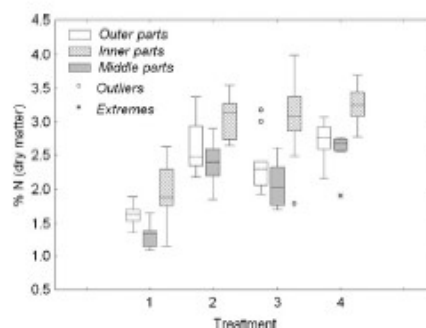 4.5
4.0
3.5
3.0
2.5
2.0
1.5
1.0
0.5
% N (dry matter)
Outer parts
Inner parts
Middle parts
Outliers
Extremes
1 2 3 4
Treatment